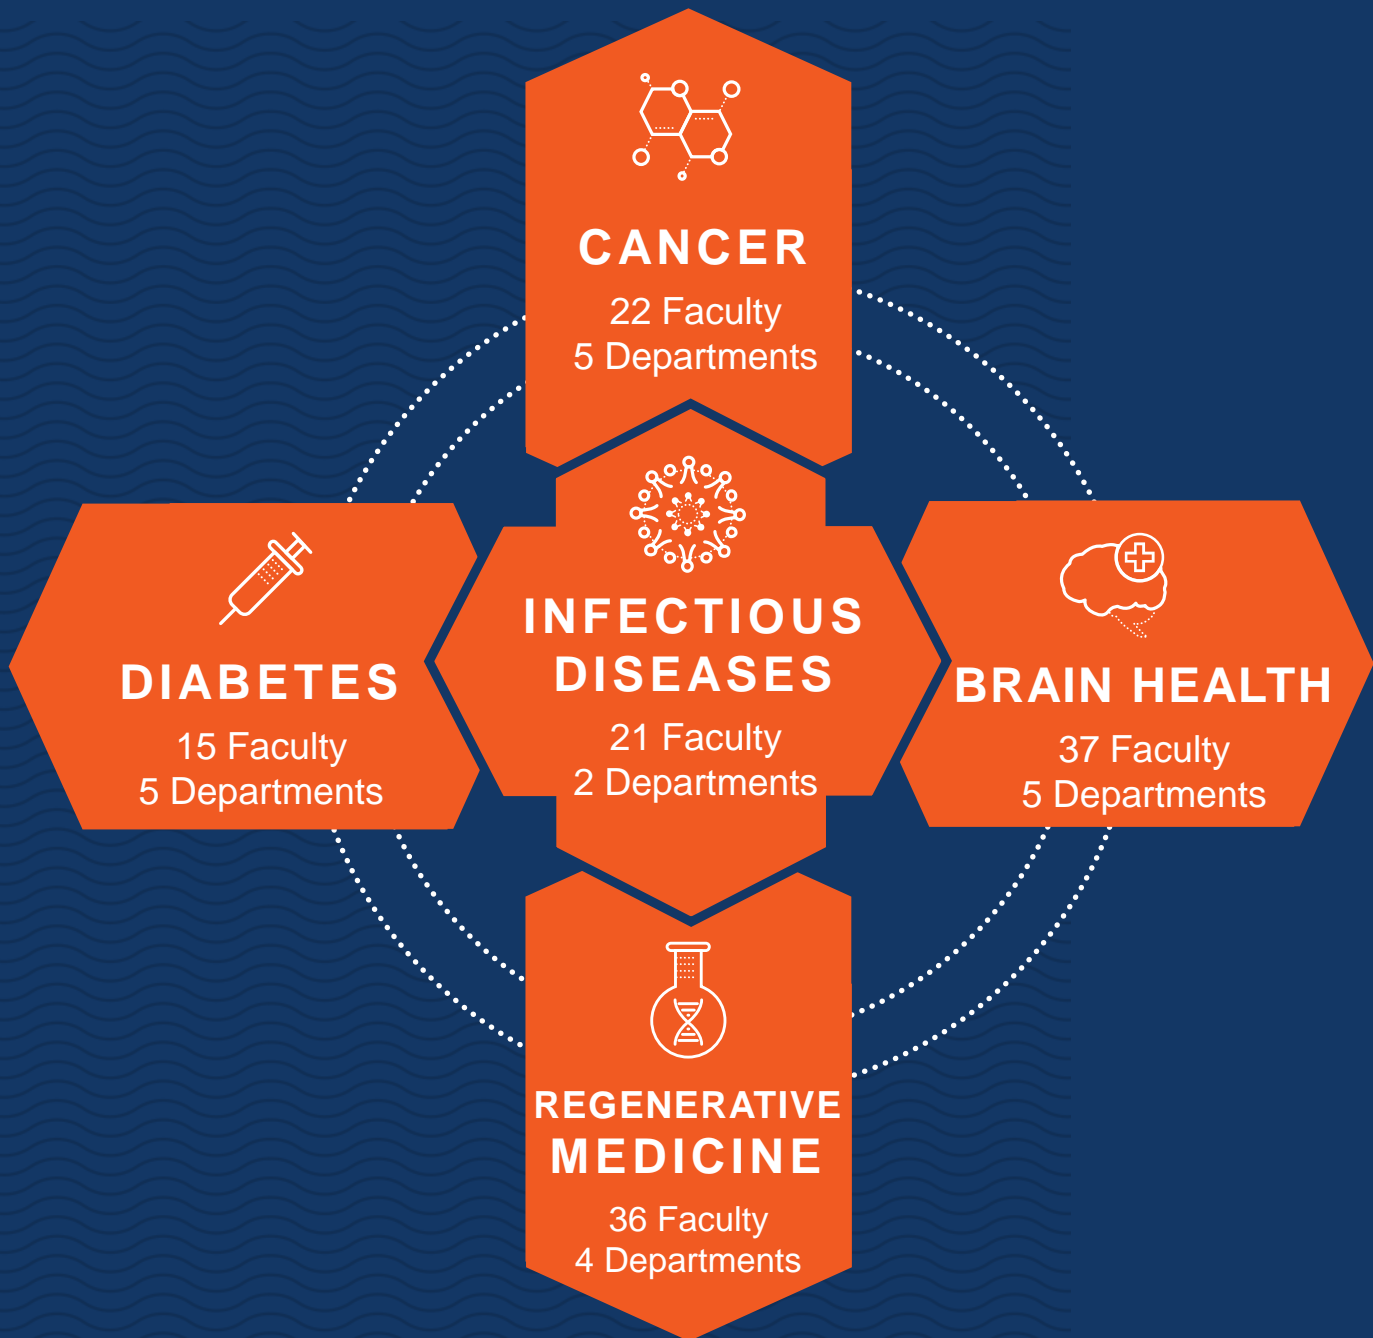 CANCER
22 Faculty
5 Departments
INFECTIOUS
DISEASES
21 Faculty
2 Departments
DIABETES
15 Faculty
5 Departments
BRAIN HEALTH
37 Faculty
5 Departments
REGENERATIVE
MEDICINE
36 Faculty
4 Departments